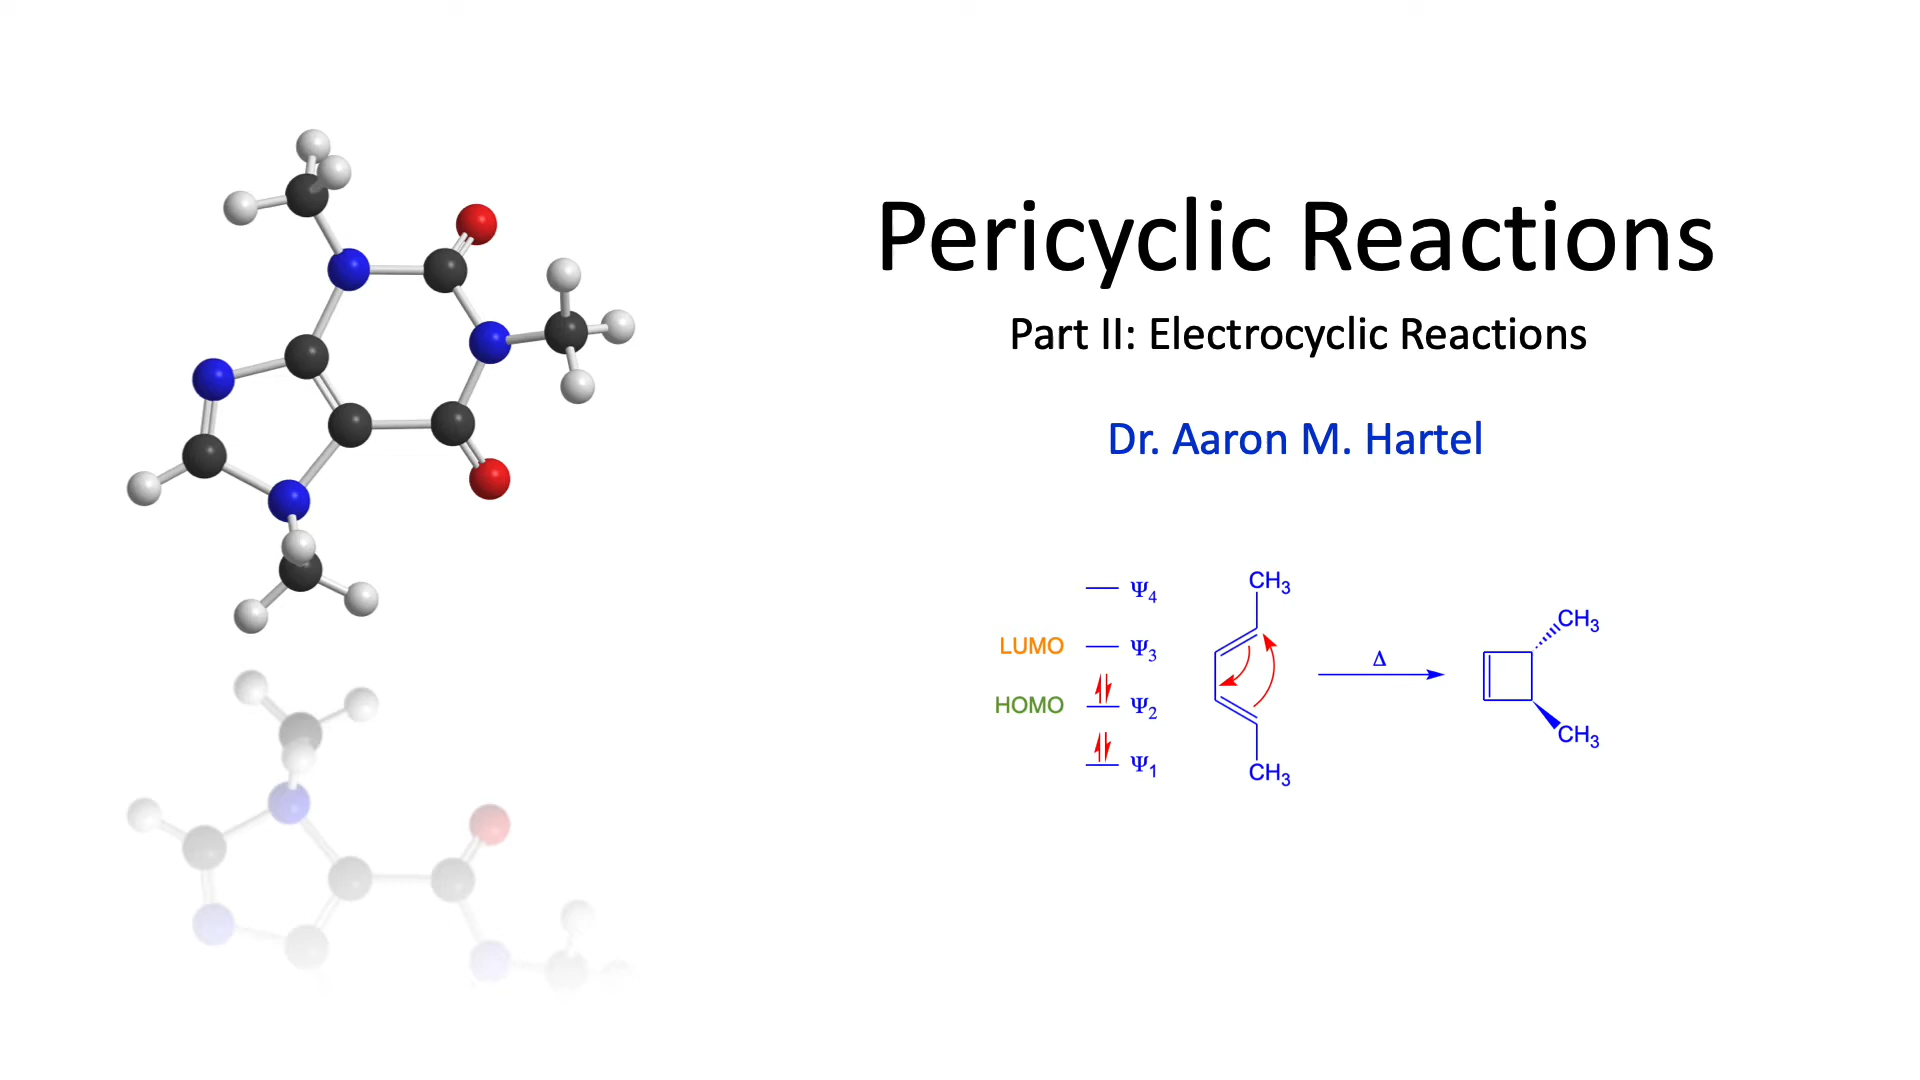 Pericyclic Reactions
Part II: Electrocyclic Reactions
Dr. Aaron M. Hartel
Ψ4
LUMO Ψ3
HOMO Ψ2
Ψ1
CH3
CH3
Δ
CH3
CH3